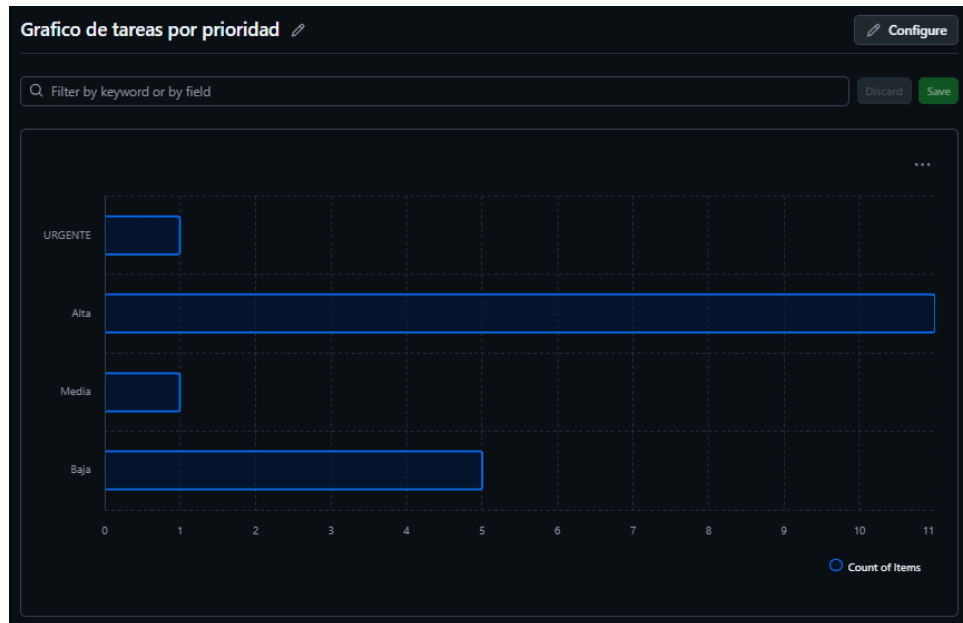 Grafico de tareas por prioridad
Configure
Filter by keyword or by field
Discard
Save
...
URGENTE
Alta
Media
Baja
0 1 2 3 4 5 6 7 8 9 10 11
Count of Items